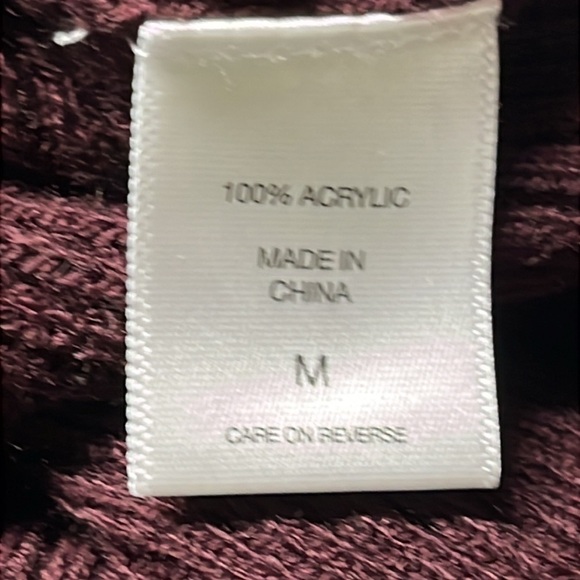 100% ACRYLIC
MADE IN
CHINA
M
CARE ON REVERSE